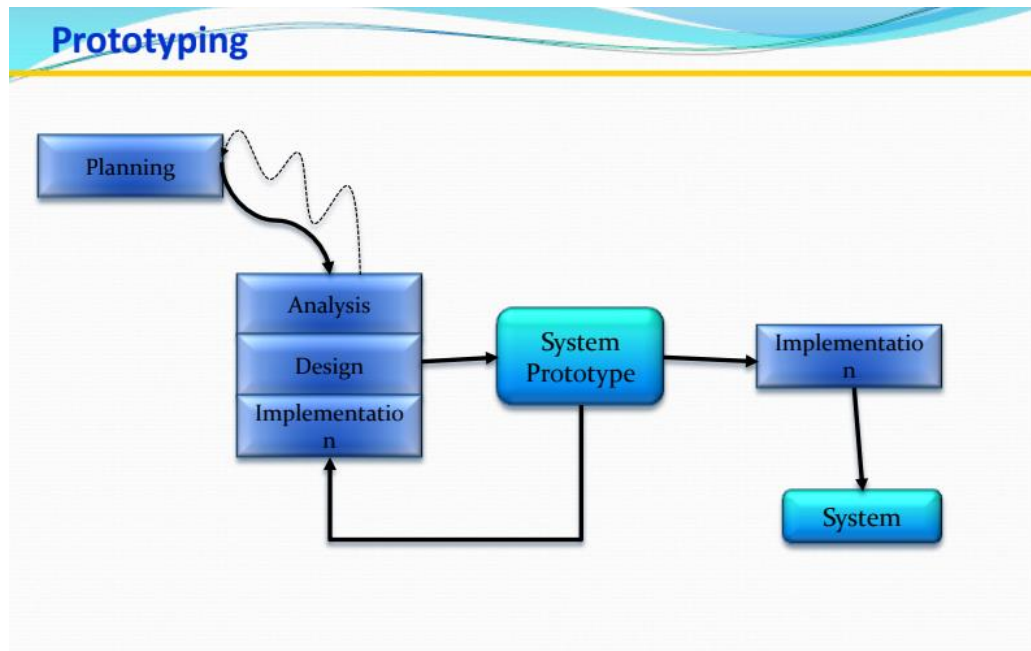 Prototyping
Planning
Analysis
Design
Implementatio
n
System
Prototype
Implementatio
n
System